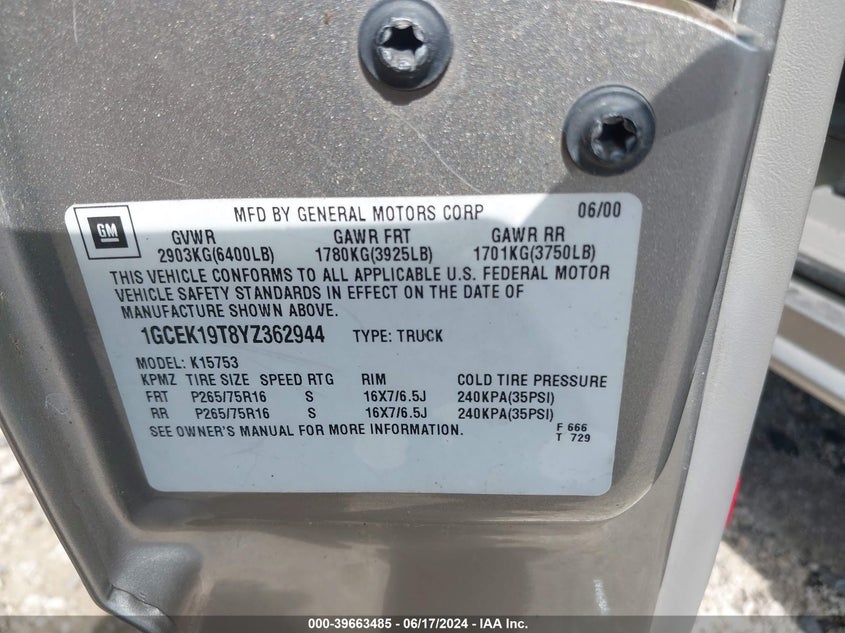 GM
MFD BY GENERAL MOTORS CORP 06/00
GVWR GAWR FRT GAWR RR
2903KG(6400LB) 1780KG(3925LB) 1701KG(3750LB)
THIS VEHICLE CONFORMS TO ALL APPLICABLE U.S. FEDERAL MOTOR
VEHICLE SAFETY STANDARDS IN EFFECT ON THE DATE OF
MANUFACTURE SHOWN ABOVE.
1GCEK19T8YZ362944 TYPE: TRUCK
MODEL: K15753
KPMZ TIRE SIZE SPEED RTG RIM COLD TIRE PRESSURE
FRT P265/75R16 S 16X7/6.5J 240KPA(35PSI)
RR P265/75R16 S 16X7/6.5J 240KPA(35PSI)
SEE OWNER'S MANUAL FOR MORE INFORMATION. F 666
T 729
000-39663485 - 06/17/2024 - IAA Inc.